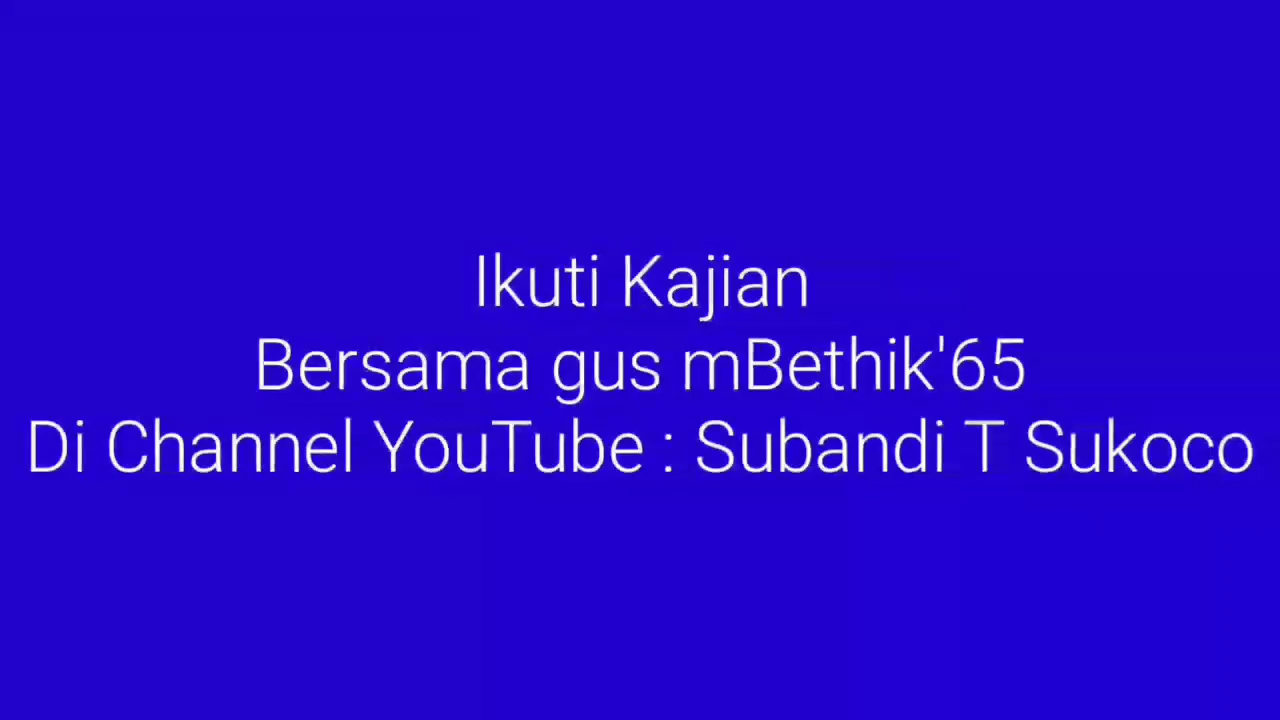 Ikuti Kajian
Bersama gus mBethik'65
Di Channel YouTube : Subandi T Sukoco